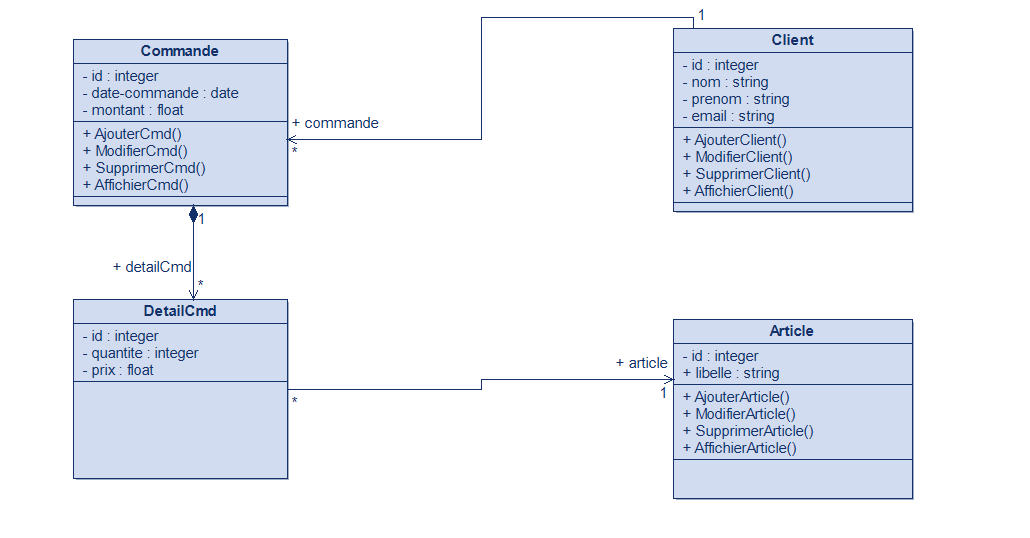 Commande
- id : integer
- date-commande : date
- montant : float
+ AjouterCmd()
+ ModifierCmd()
+ SupprimerCmd()
+ AffichierCmd()
1
+ commande
*
Client
- id : integer
- nom : string
- prenom : string
- email : string
+ AjouterClient()
+ ModifierClient()
+ SupprimerClient()
+ AffichierClient()
1
+ detailCmd
*
DetailCmd
- id : integer
- quantite : integer
- prix : float
*
+ article
1
Article
- id : integer
+ libelle : string
+ AjouterArticle()
+ ModifierArticle()
+ SupprimerArticle()
+ AffichierArticle()